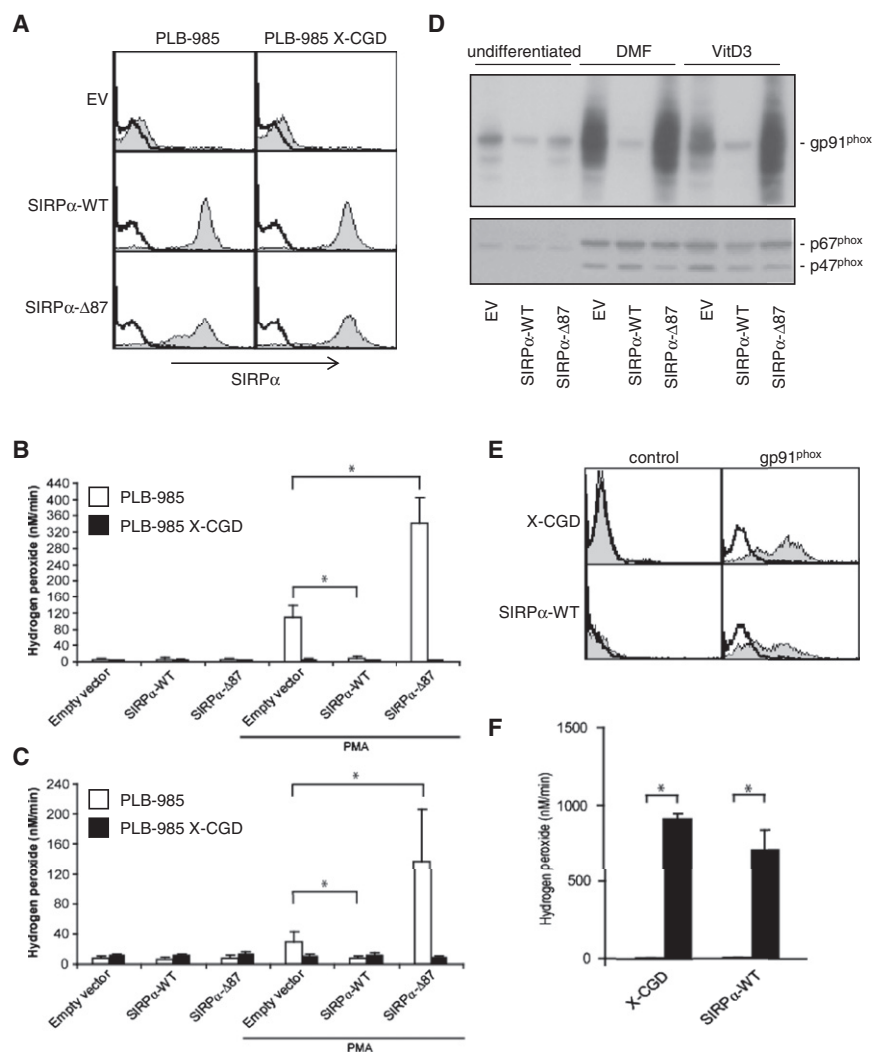 A
PLB-985
PLB-985 X-CGD
EV
SIRPα-WT
SIRPα-Δ87
SIRPα
B
Hydrogen peroxide (nM/min)
440
400
360
320
280
240
200
160
120
80
40
0
PLB-985
PLB-985 X-CGD
*
*
Empty vector
SIRPα-WT
SIRPα-Δ87
Empty vector
SIRPα-WT
SIRPα-Δ87
PMA
C
Hydrogen peroxide (nM/min)
240
200
160
120
80
40
0
PLB-985
PLB-985 X-CGD
*
*
Empty vector
SIRPα-WT
SIRPα-Δ87
Empty vector
SIRPα-WT
SIRPα-Δ87
PMA
D
undifferentiated
DMF
VitD3
- gp91phox
- p67phox
- p47phox
EV
SIRPα-WT
SIRPα-Δ87
EV
SIRPα-WT
SIRPα-Δ87
EV
SIRPα-WT
SIRPα-Δ87
E
control
gp91phox
X-CGD
SIRPα-WT
F
Hydrogen peroxide (nM/min)
1500
1000
500
0
*
*
X-CGD
SIRPα-WT